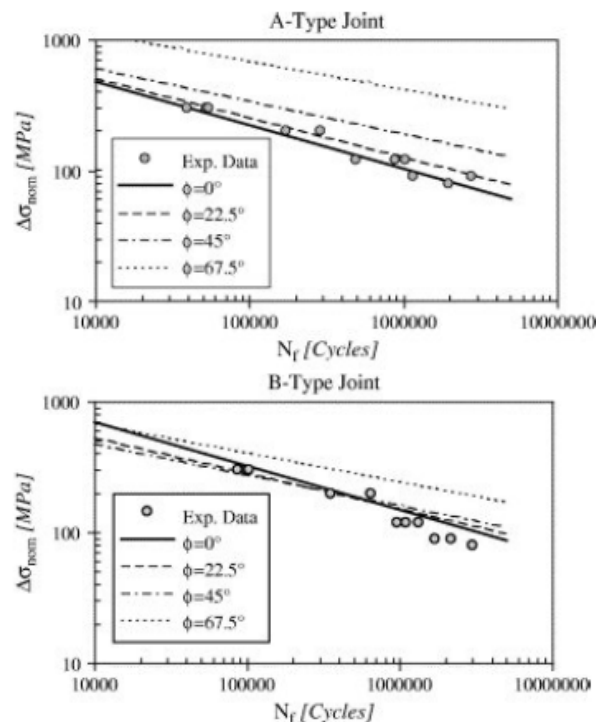 A-Type Joint
1000
100
10
Δσnom [MPa]
Exp. Data
ϕ=0°
ϕ=22.5°
ϕ=45°
ϕ=67.5°
10000 100000 1000000 10000000
Nf [Cycles]
B-Type Joint
1000
100
10
Δσnom [MPa]
Exp. Data
ϕ=0°
ϕ=22.5°
ϕ=45°
ϕ=67.5°
10000 100000 1000000 10000000
Nf [Cycles]